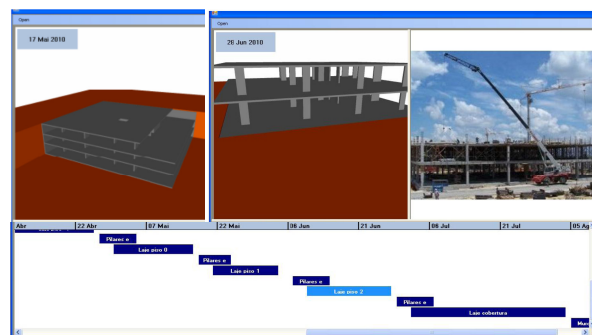 Open
Open
17 Mai 2010
26 Jun 2010
Abr 22 Abr 07 Mai 22 Mai 06 Jun 21 Jun 06 Jul 21 Jul 05 Ag
Pilares e
Laje piso 0
Pilares e
Laje piso 1
Pilares e
Laje piso 2
Pilares e
Laje cobertura